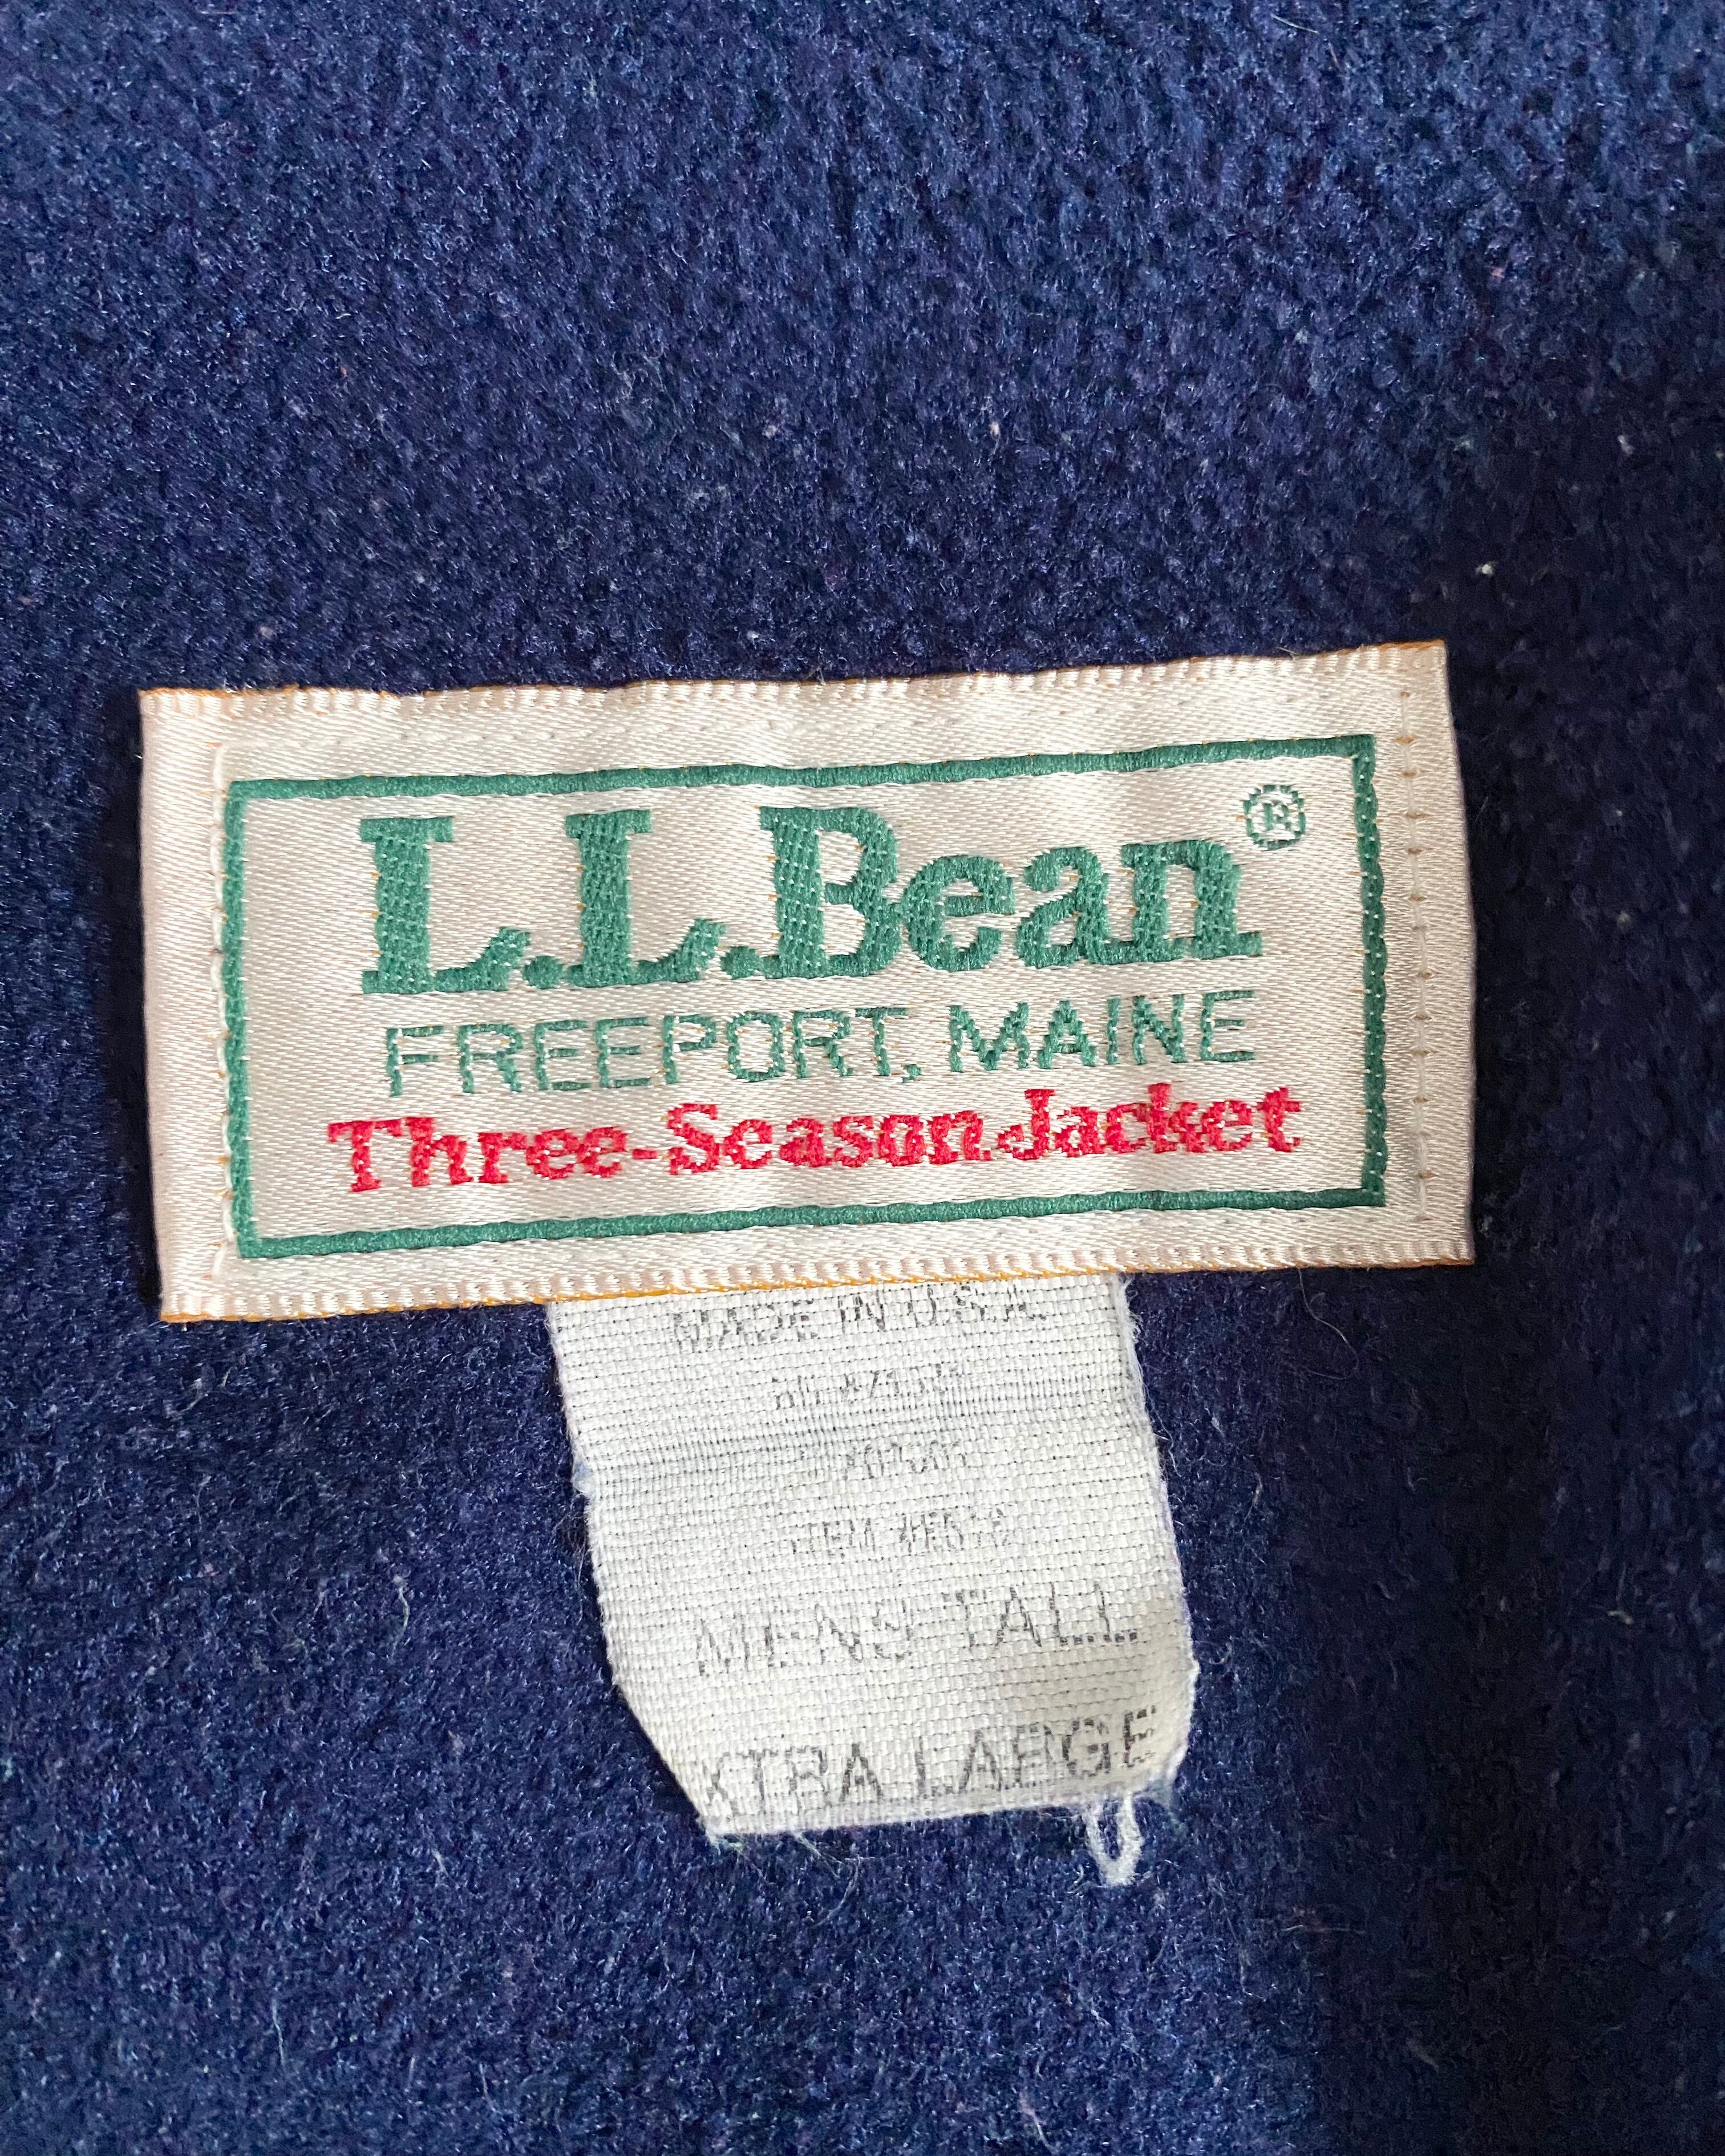 L.L.Bean®
FREEPORT, MAINE
Three-Season Jacket
MADE IN U.S.A.
MENS TALL
XTRA LARGE